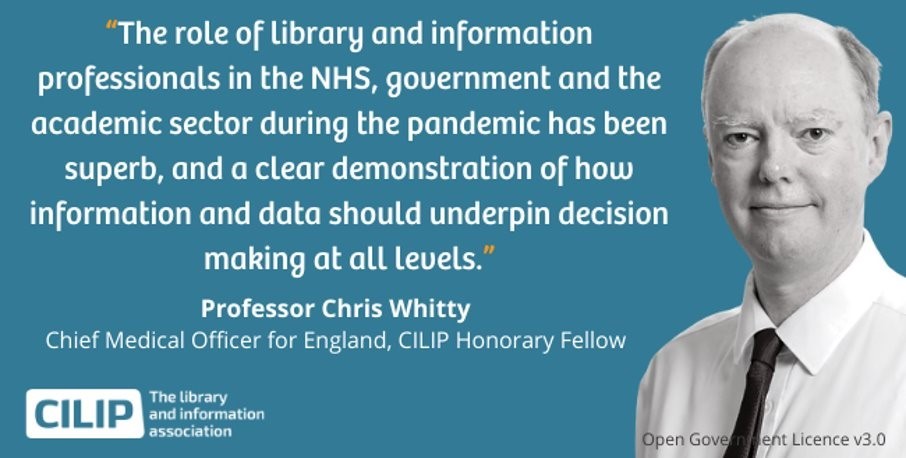 “The role of library and information
professionals in the NHS, government and the
academic sector during the pandemic has been
superb, and a clear demonstration of how
information and data should underpin decision
making at all levels.”
Professor Chris Whitty
Chief Medical Officer for England, CILIP Honorary Fellow
CILIP
The library
and information
association
Open Government Licence v3.0